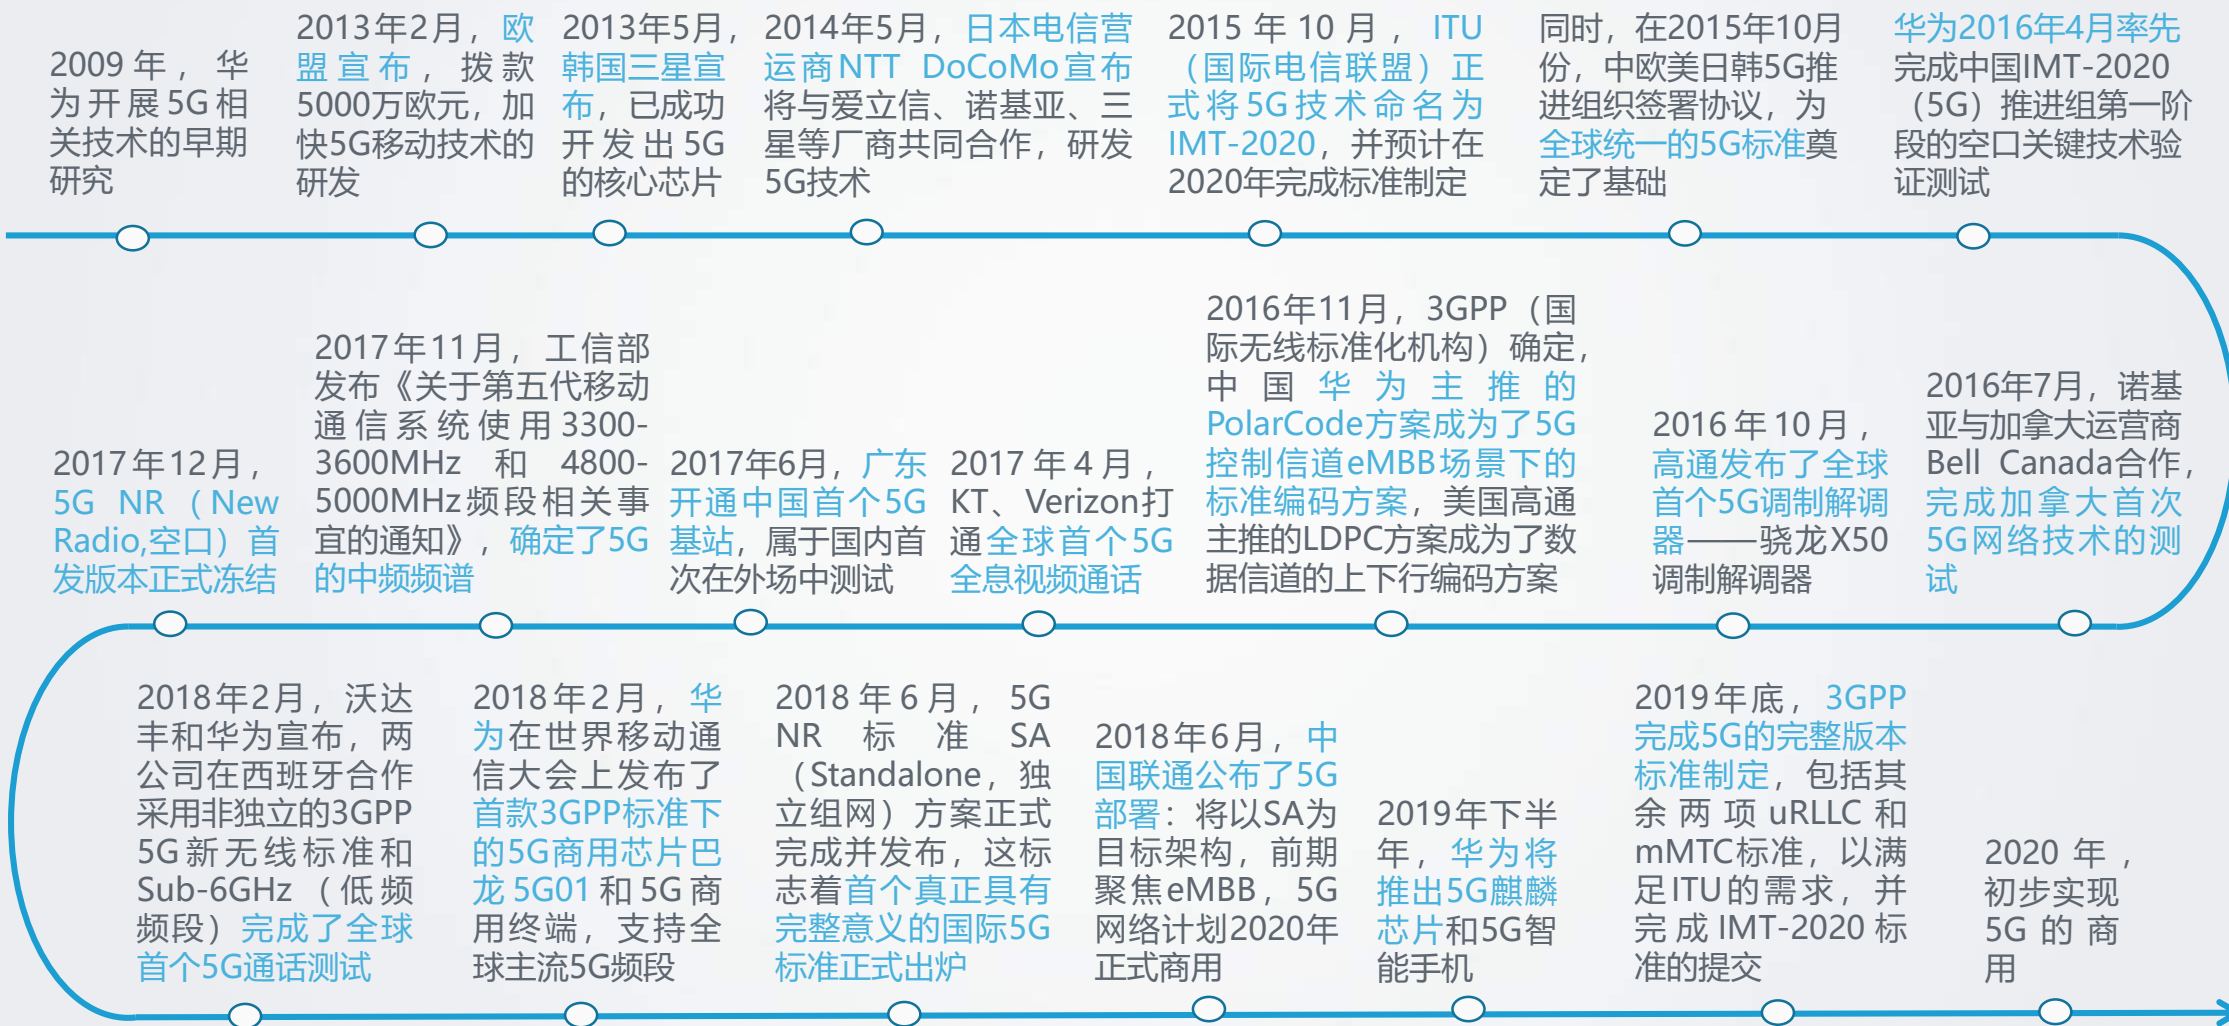 2009年，华
为开展5G相
关技术的早期
研究
2013年2月，欧
盟宣布，拨款
5000万欧元，加
快5G移动技术的
研发
2013年5月，
韩国三星宣
布，已成功
开发出5G
的核心芯片
2014年5月，日本电信营
运商NTT DoCoMo宣布
将与爱立信、诺基亚、三
星等厂商共同合作，研发
5G技术
2015年10月，ITU
（国际电信联盟）正
式将5G技术命名为
IMT-2020，并预计在
2020年完成标准制定
同时，在2015年10月
份，中欧美日韩5G推
进组织签署协议，为
全球统一的5G标准奠
定了基础
华为2016年4月率先
完成中国IMT-2020
（5G）推进组第一阶
段的空口关键技术验
证测试
2016年7月，诺基
亚与加拿大运营商
Bell Canada合作，
完成加拿大首次
5G网络技术的测
试
2016年10月，
高通发布了全球
首个5G调制解调
器——骁龙X50
调制解调器
2016年11月，3GPP（国
际无线标准化机构）确定，
中国华为主推的
PolarCode方案成为了5G
控制信道eMBB场景下的
标准编码方案，美国高通
主推的LDPC方案成为了数
据信道的上下行编码方案
2017年4月，
KT、Verizon打
通全球首个5G
全息视频通话
2017年6月，广东
开通中国首个5G
基站，属于国内首
次在外场中测试
2017年11月，工信部
发布《关于第五代移动
通信系统使用3300-
3600MHz和4800-
5000MHz频段相关事
宜的通知》，确定了5G
的中频频谱
2017年12月，
5G NR（New
Radio,空口）首
发版本正式冻结
2018年2月，沃达
丰和华为宣布，两
公司在西班牙合作
采用非独立的3GPP
5G新无线标准和
Sub-6GHz（低频
频段）完成了全球
首个5G通话测试
2018年2月，华
为在世界移动通
信大会上发布了
首款3GPP标准下
的5G商用芯片巴
龙5G01和5G商
用终端，支持全
球主流5G频段
2018年6月，5G
NR标准SA
（Standalone，独
立组网）方案正式
完成并发布，这标
志着首个真正具有
完整意义的国际5G
标准正式出炉
2018年6月，中
国联通公布了5G
部署：将以SA为
目标架构，前期
聚焦eMBB，5G
网络计划2020年
正式商用
2019年下半
年，华为将
推出5G麒麟
芯片和5G智
能手机
2019年底，3GPP
完成5G的完整版本
标准制定，包括其
余两项uRLLC和
mMTC标准，以满
足ITU的需求，并
完成IMT-2020标
准的提交
2020年，
初步实现
5G的商
用